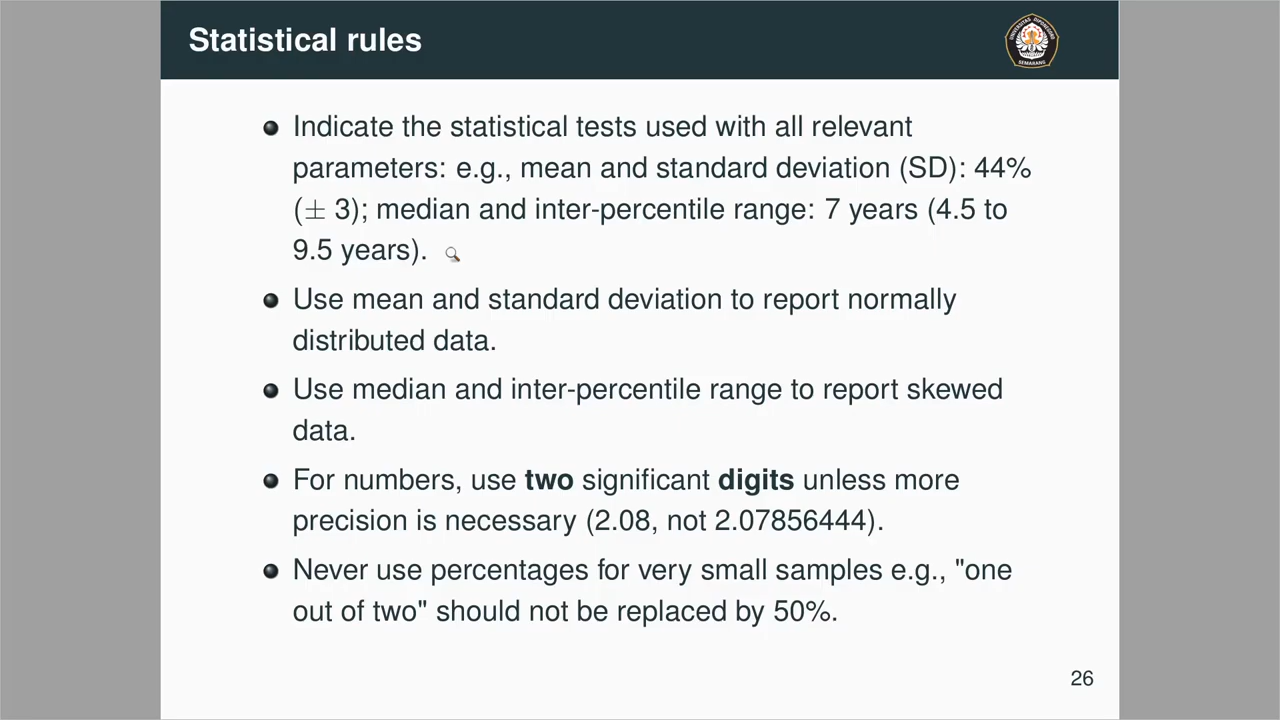 Statistical rules
UNIVERSITAS DIPONEGORO
SEMARANG
● Indicate the statistical tests used with all relevant
parameters: e.g., mean and standard deviation (SD): 44%
(± 3); median and inter-percentile range: 7 years (4.5 to
9.5 years).
● Use mean and standard deviation to report normally
distributed data.
● Use median and inter-percentile range to report skewed
data.
● For numbers, use two significant digits unless more
precision is necessary (2.08, not 2.07856444).
● Never use percentages for very small samples e.g., "one
out of two" should not be replaced by 50%.
26